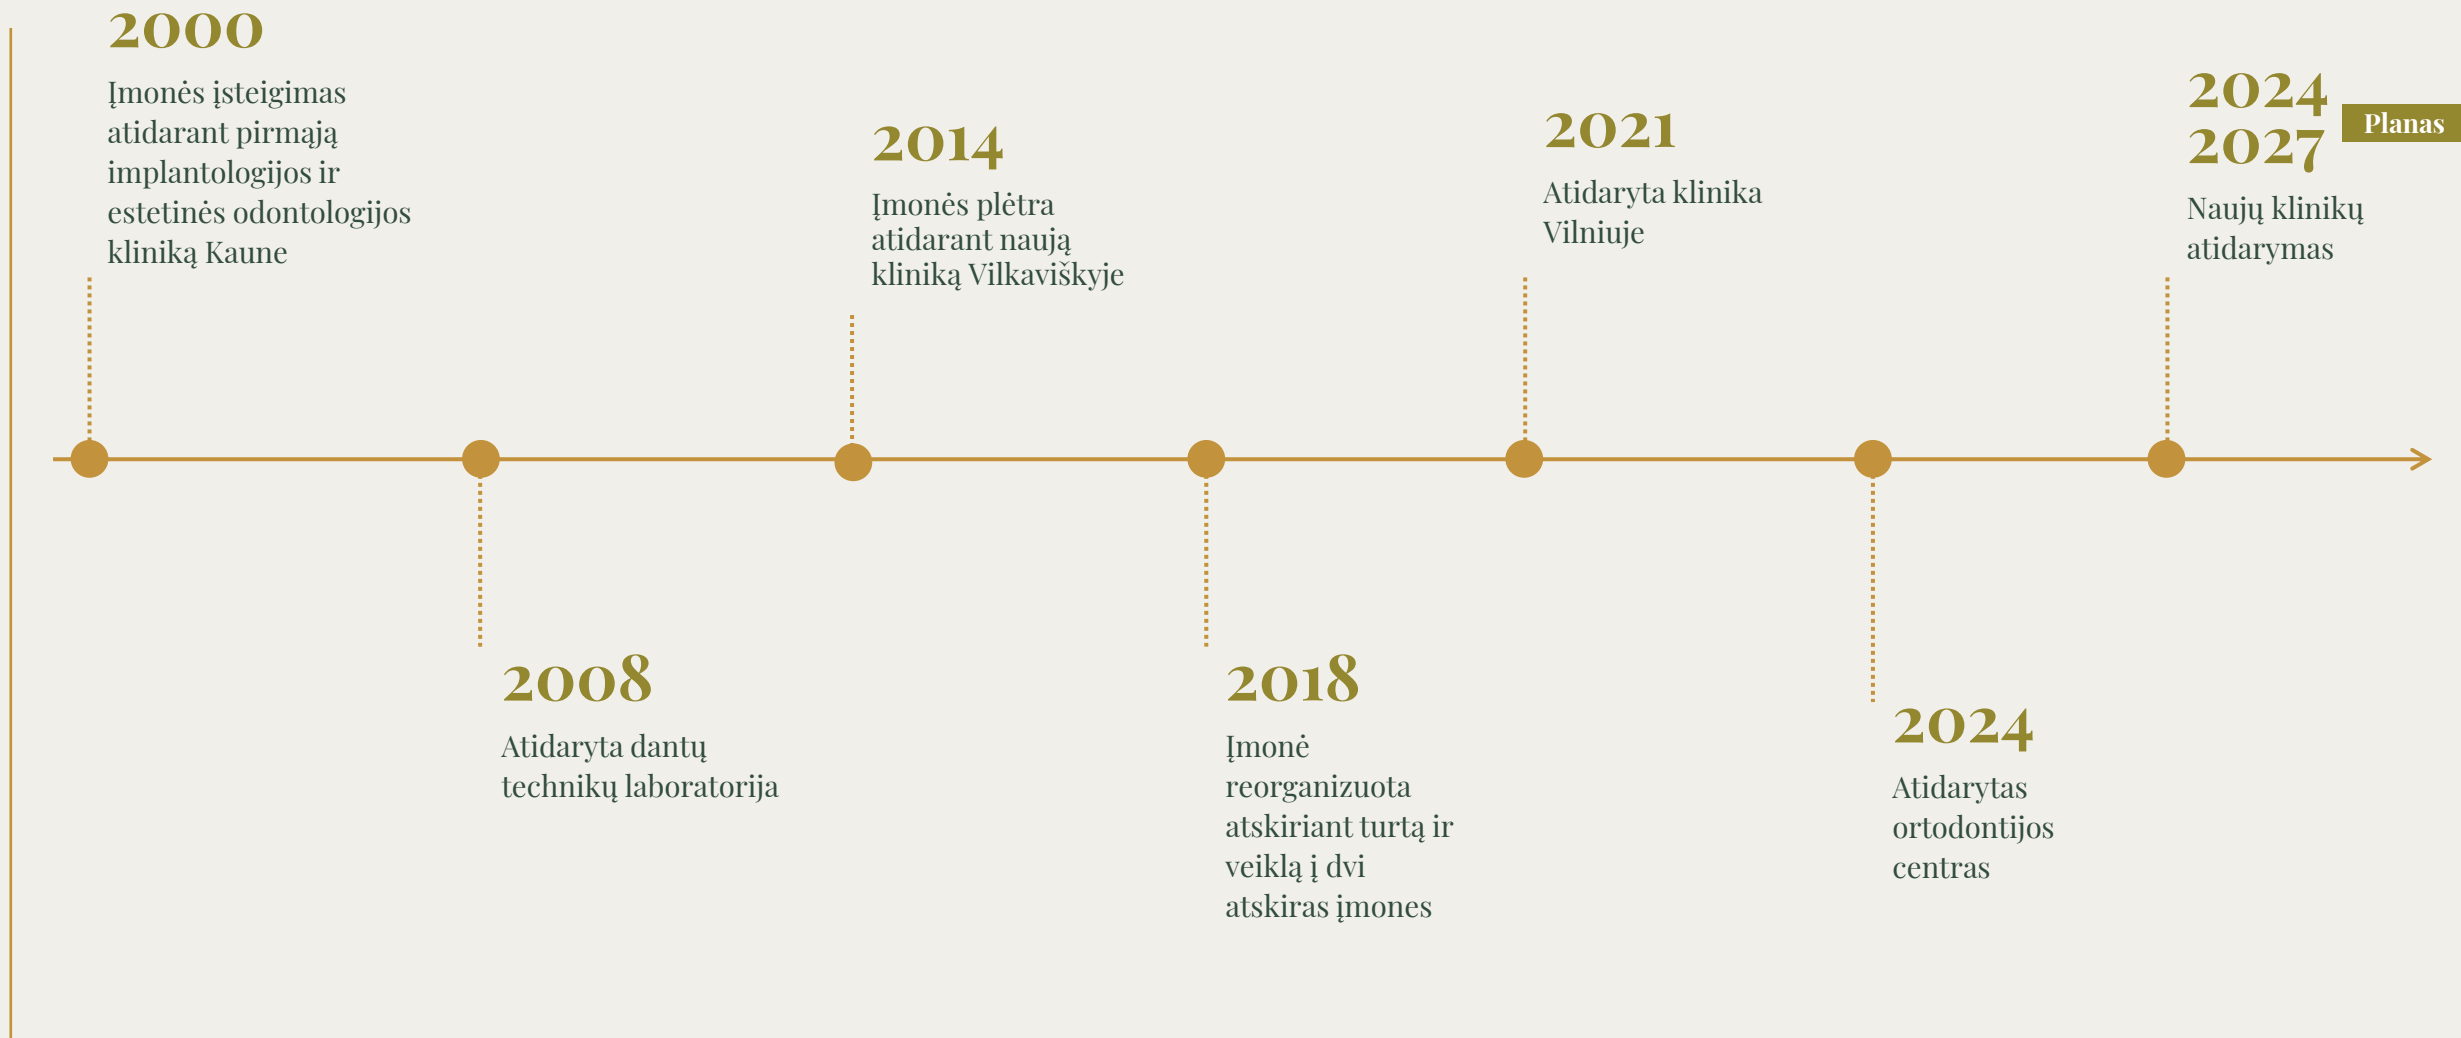 2000
Įmonės įsteigimas
atidarant pirmąją
implantologijos ir
estetinės odontologijos
kliniką Kaune
2008
Atidaryta dantų
technikų laboratorija
2014
Įmonės plėtra
atidarant naują
kliniką Vilkaviškyje
2018
Įmonė
reorganizuota
atskiriant turtą ir
veiklą į dvi
atskiras įmones
2021
Atidaryta klinika
Vilniuje
2024
Atidarytas
ortodontijos
centras
2024
2027
Planas
Naujų klinikų
atidarymas